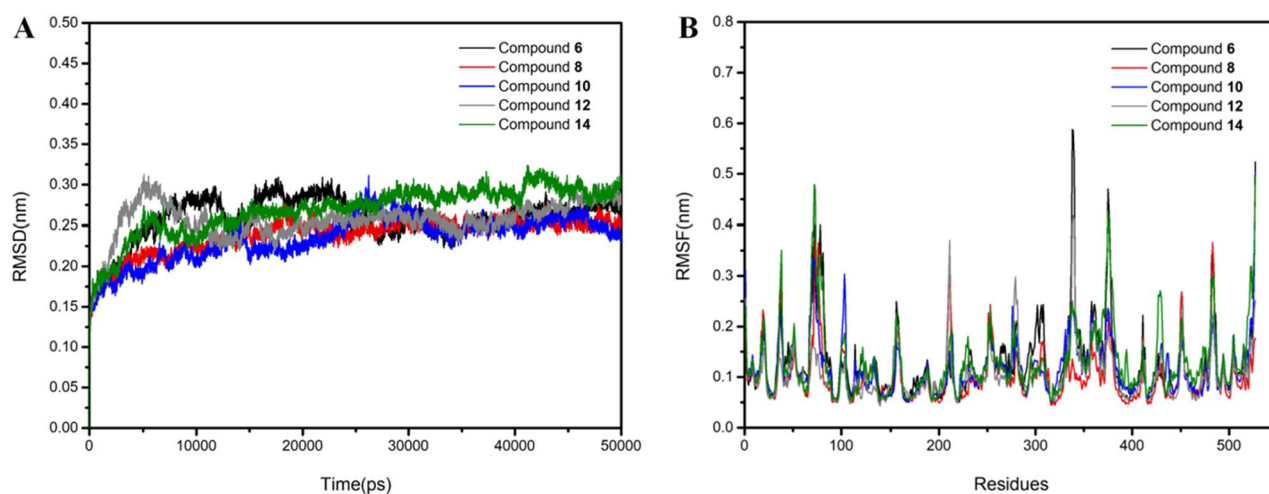 A
0.50
0.45
0.40
0.35
0.30
0.25
0.20
0.15
0.10
0.05
0.00
RMSD(nm)
Compound 6
Compound 8
Compound 10
Compound 12
Compound 14
0 10000 20000 30000 40000 50000
Time(ps)
B
0.8
0.7
0.6
0.5
0.4
0.3
0.2
0.1
0.0
RMSF(nm)
Compound 6
Compound 8
Compound 10
Compound 12
Compound 14
0 100 200 300 400 500
Residues